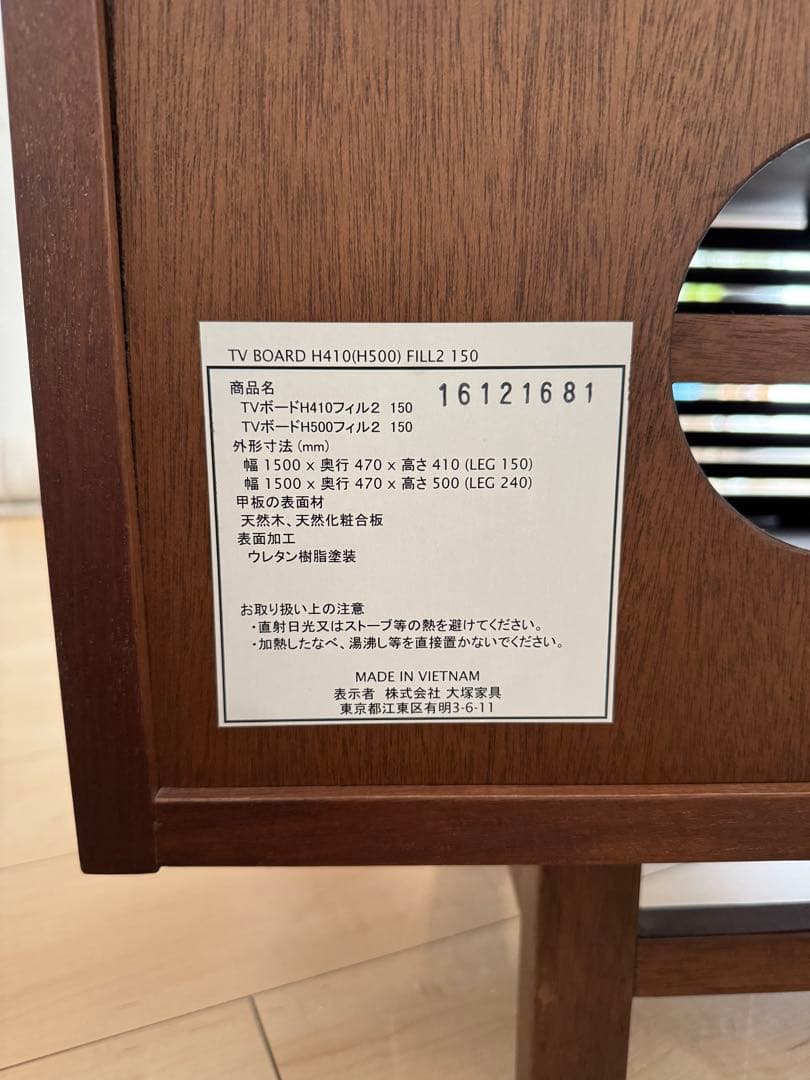 TV BOARD H410(H500) FILL2 150
商品名
16121681
TVボードH410フィル2 150
TVボードH500フィル2 150
外形寸法(mm)
幅 1500 x 奥行 470 x 高さ 410 (LEG 150)
幅 1500 x 奥行 470 x 高さ 500 (LEG 240)
甲板の表面材
天然木、天然化粧合板
表面加工
ウレタン樹脂塗装
お取り扱い上の注意
・直射日光又はストーブ等の熱を避けてください。
・加熱したなべ、湯沸し等を直接置かないでください。
MADE IN VIETNAM
表示者 株式会社 大塚家具
東京都江東区有明3-6-11